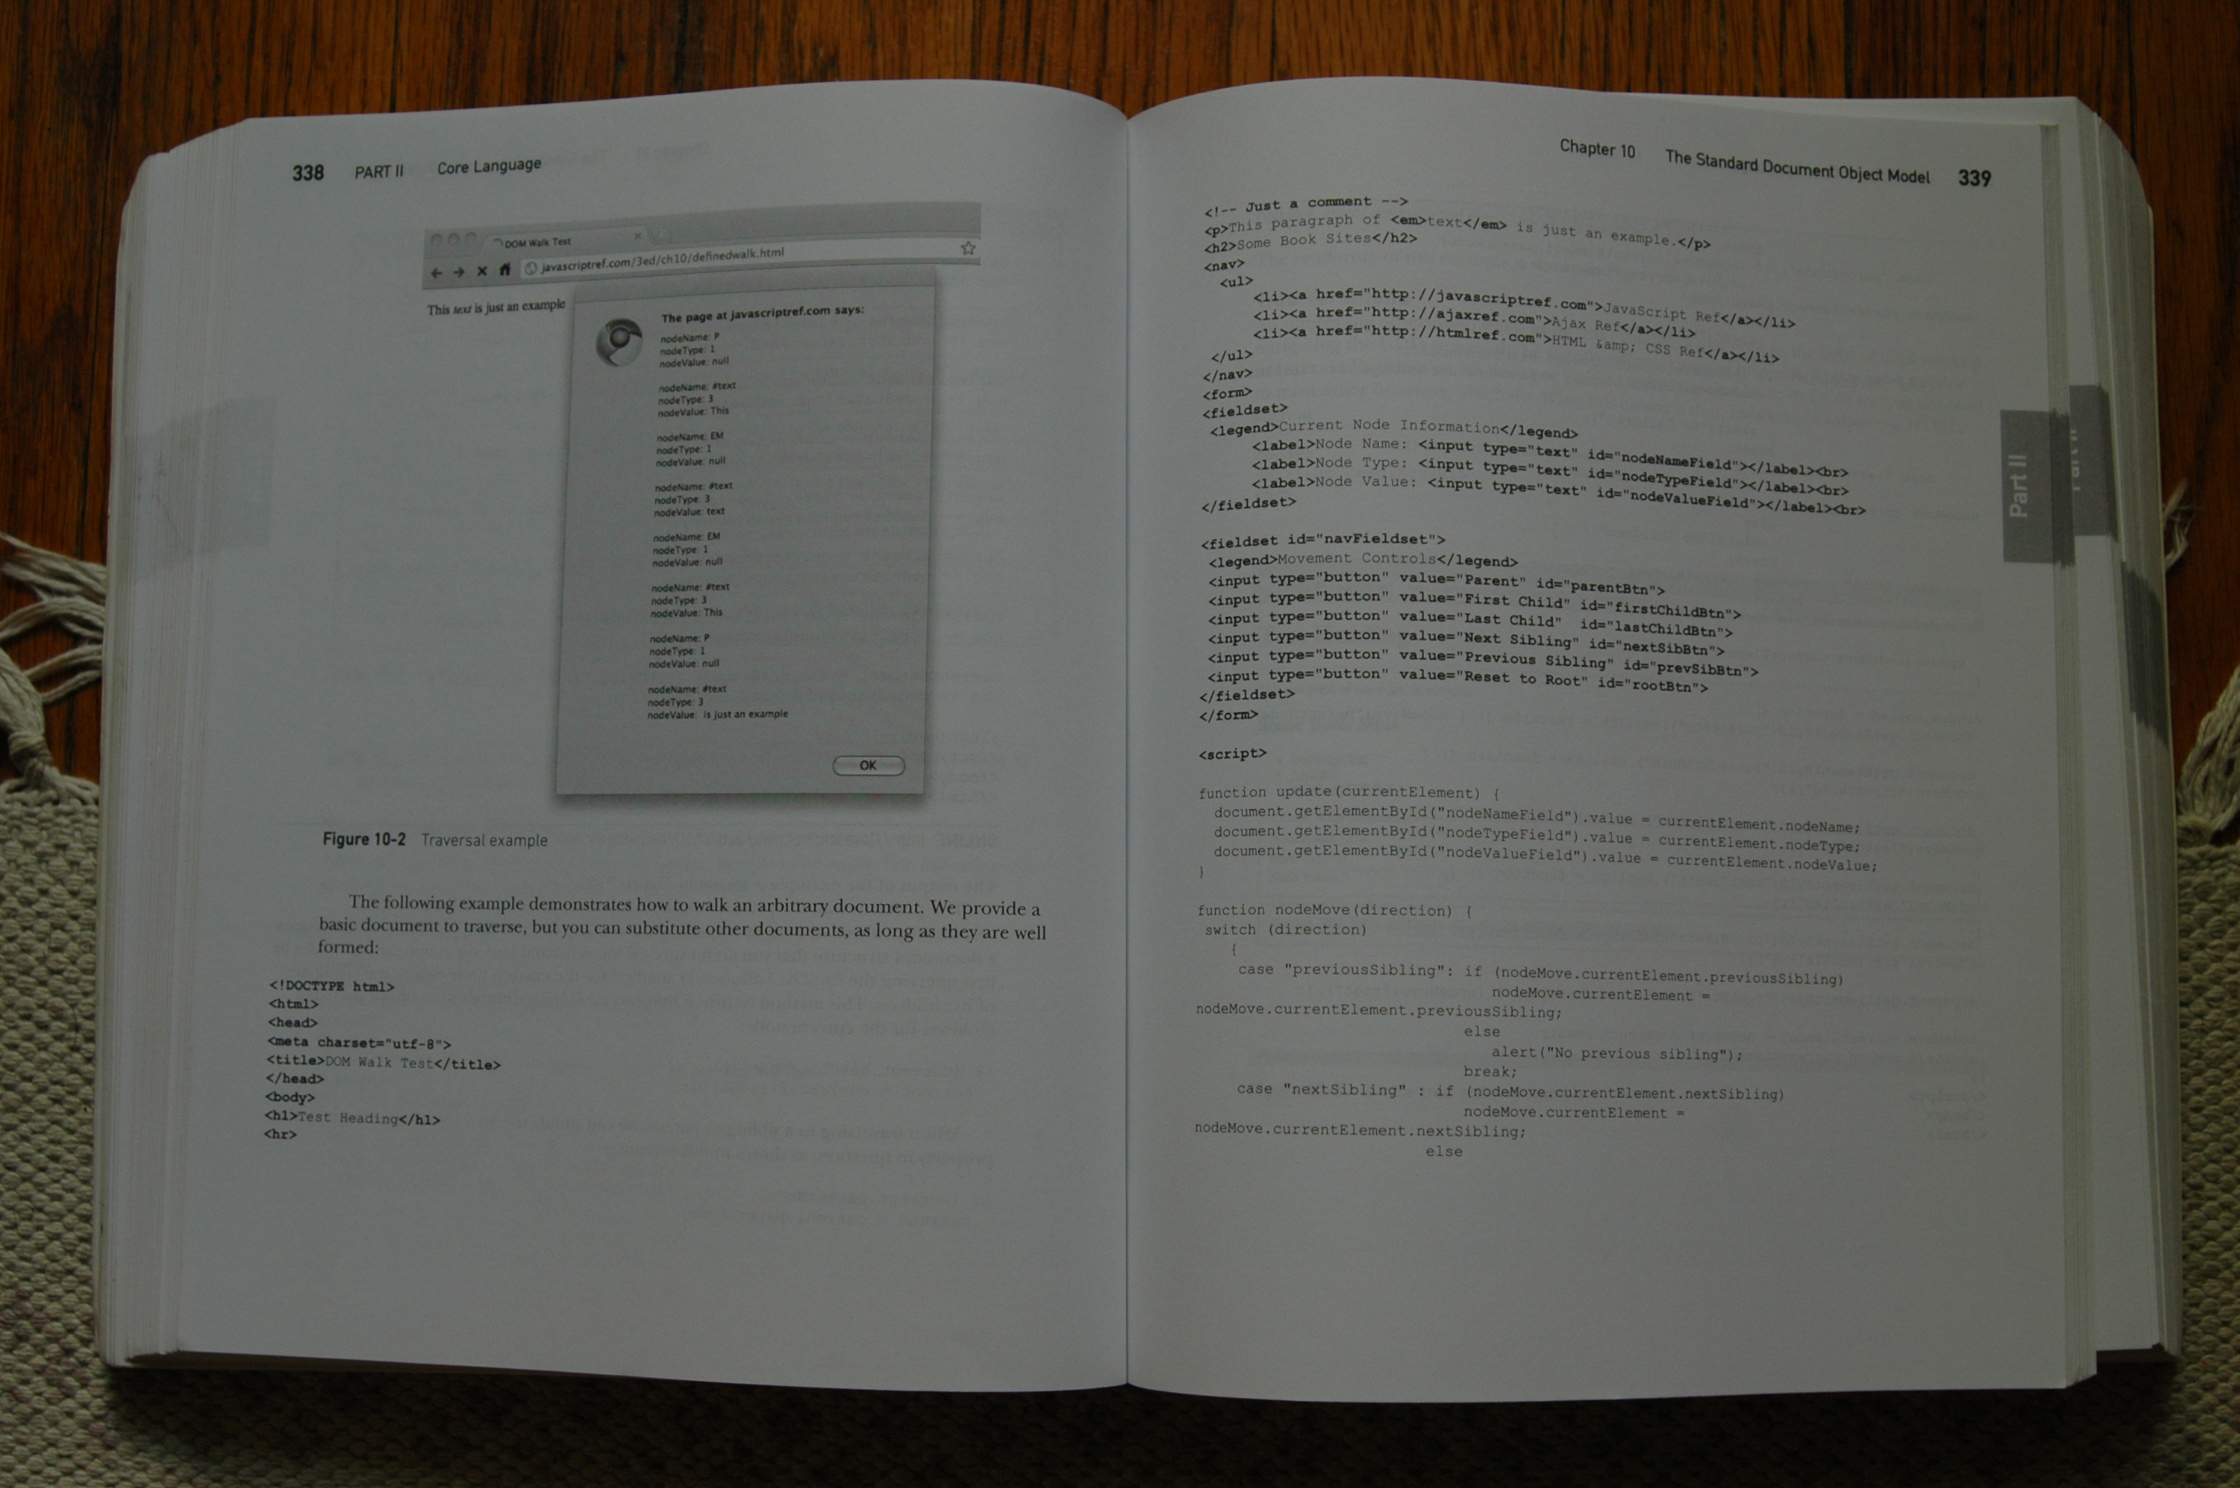 338 PART II Core Language
DOM Walk Test
javascriptref.com/3ed/ch10/definedwalk.html
This text is just an example
The page at javascriptref.com says:
nodeName: P
nodeType: 1
nodeValue: null
nodeName: #text
nodeType: 3
nodeValue: This
nodeName: EM
nodeType: 1
nodeValue: null
nodeName: #text
nodeType: 3
nodeValue: text
nodeName: EM
nodeType: 1
nodeValue: null
nodeName: #text
nodeType: 3
nodeValue: This
nodeName: P
nodeType: 1
nodeValue: null
nodeName: #text
nodeType: 3
nodeValue: is just an example
OK
Figure 10-2 Traversal example
The following example demonstrates how to walk an arbitrary document. We provide a
basic document to traverse, but you can substitute other documents, as long as they are well
formed:
<!DOCTYPE html>
<html>
<head>
<meta charset="utf-8">
<title>DOM Walk Test</title>
</head>
<body>
<h1>Test Heading</h1>
<hr>
Chapter 10 The Standard Document Object Model 339
Part II
Part II
<!-- Just a comment -->
<p>This paragraph of <em>text</em> is just an example.</p>
<h2>Some Book Sites</h2>
<nav>
<ul>
<li><a href="http://javascriptref.com">JavaScript Ref</a></li>
<li><a href="http://ajaxref.com">Ajax Ref</a></li>
<li><a href="http://htmlref.com">HTML &amp; CSS Ref</a></li>
</ul>
</nav>
<form>
<fieldset>
<legend>Current Node Information</legend>
<label>Node Name: <input type="text" id="nodeNameField"></label><br>
<label>Node Type: <input type="text" id="nodeTypeField"></label><br>
<label>Node Value: <input type="text" id="nodeValueField"></label><br>
</fieldset>
<fieldset id="navFieldset">
<legend>Movement Controls</legend>
<input type="button" value="Parent" id="parentBtn">
<input type="button" value="First Child" id="firstChildBtn">
<input type="button" value="Last Child" id="lastChildBtn">
<input type="button" value="Next Sibling" id="nextSibBtn">
<input type="button" value="Previous Sibling" id="prevSibBtn">
<input type="button" value="Reset to Root" id="rootBtn">
</fieldset>
</form>
<script>
function update(currentElement) {
document.getElementById("nodeNameField").value = currentElement.nodeName;
document.getElementById("nodeTypeField").value = currentElement.nodeType;
document.getElementById("nodeValueField").value = currentElement.nodeValue;
}
function nodeMove(direction) {
switch (direction)
{
case "previousSibling": if (nodeMove.currentElement.previousSibling)
nodeMove.currentElement =
nodeMove.currentElement.previousSibling;
else
alert("No previous sibling");
break;
case "nextSibling" : if (nodeMove.currentElement.nextSibling)
nodeMove.currentElement =
nodeMove.currentElement.nextSibling;
else